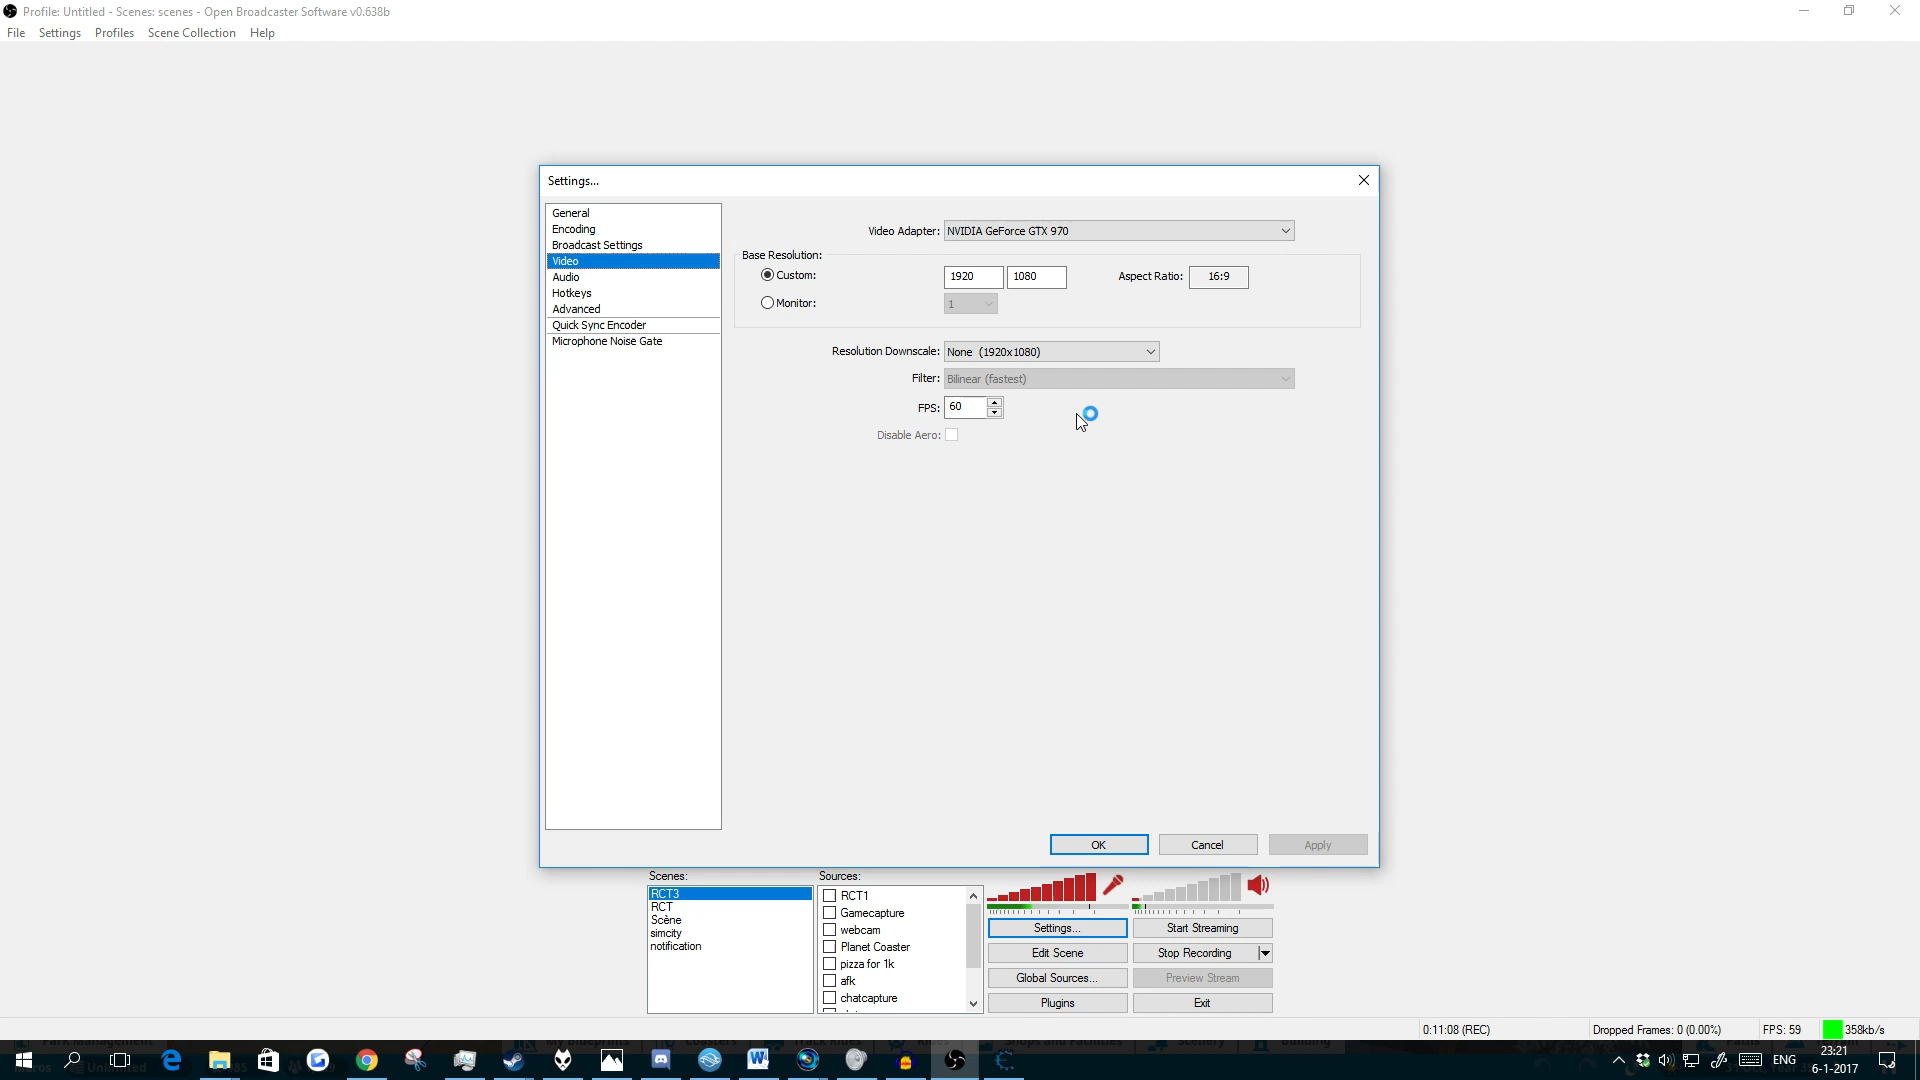 Profile: Untitled - Scenes: scenes - Open Broadcaster Software v0.638b
File Settings Profiles Scene Collection Help
Settings...
General
Encoding
Broadcast Settings
Video
Audio
Hotkeys
Advanced
Quick Sync Encoder
Microphone Noise Gate
Video Adapter: NVIDIA GeForce GTX 970
Base Resolution:
Custom: 1920 1080 Aspect Ratio: 16:9
Monitor: 1
Resolution Downscale: None (1920x1080)
Filter: Bilinear (fastest)
FPS: 60
Disable Aero:
OK Cancel Apply
Scenes:
RCT3
RCT
Scène
simcity
notification
Sources:
RCT1
Gamecapture
webcam
Planet Coaster
pizza for 1k
afk
chatcapture
Settings... Start Streaming
Edit Scene Stop Recording
Global Sources... Preview Stream
Plugins Exit
0:11:08 (REC) Dropped Frames: 0 (0.00%) FPS: 59 358kb/s
Park Management
ENG
23:21
6-1-2017